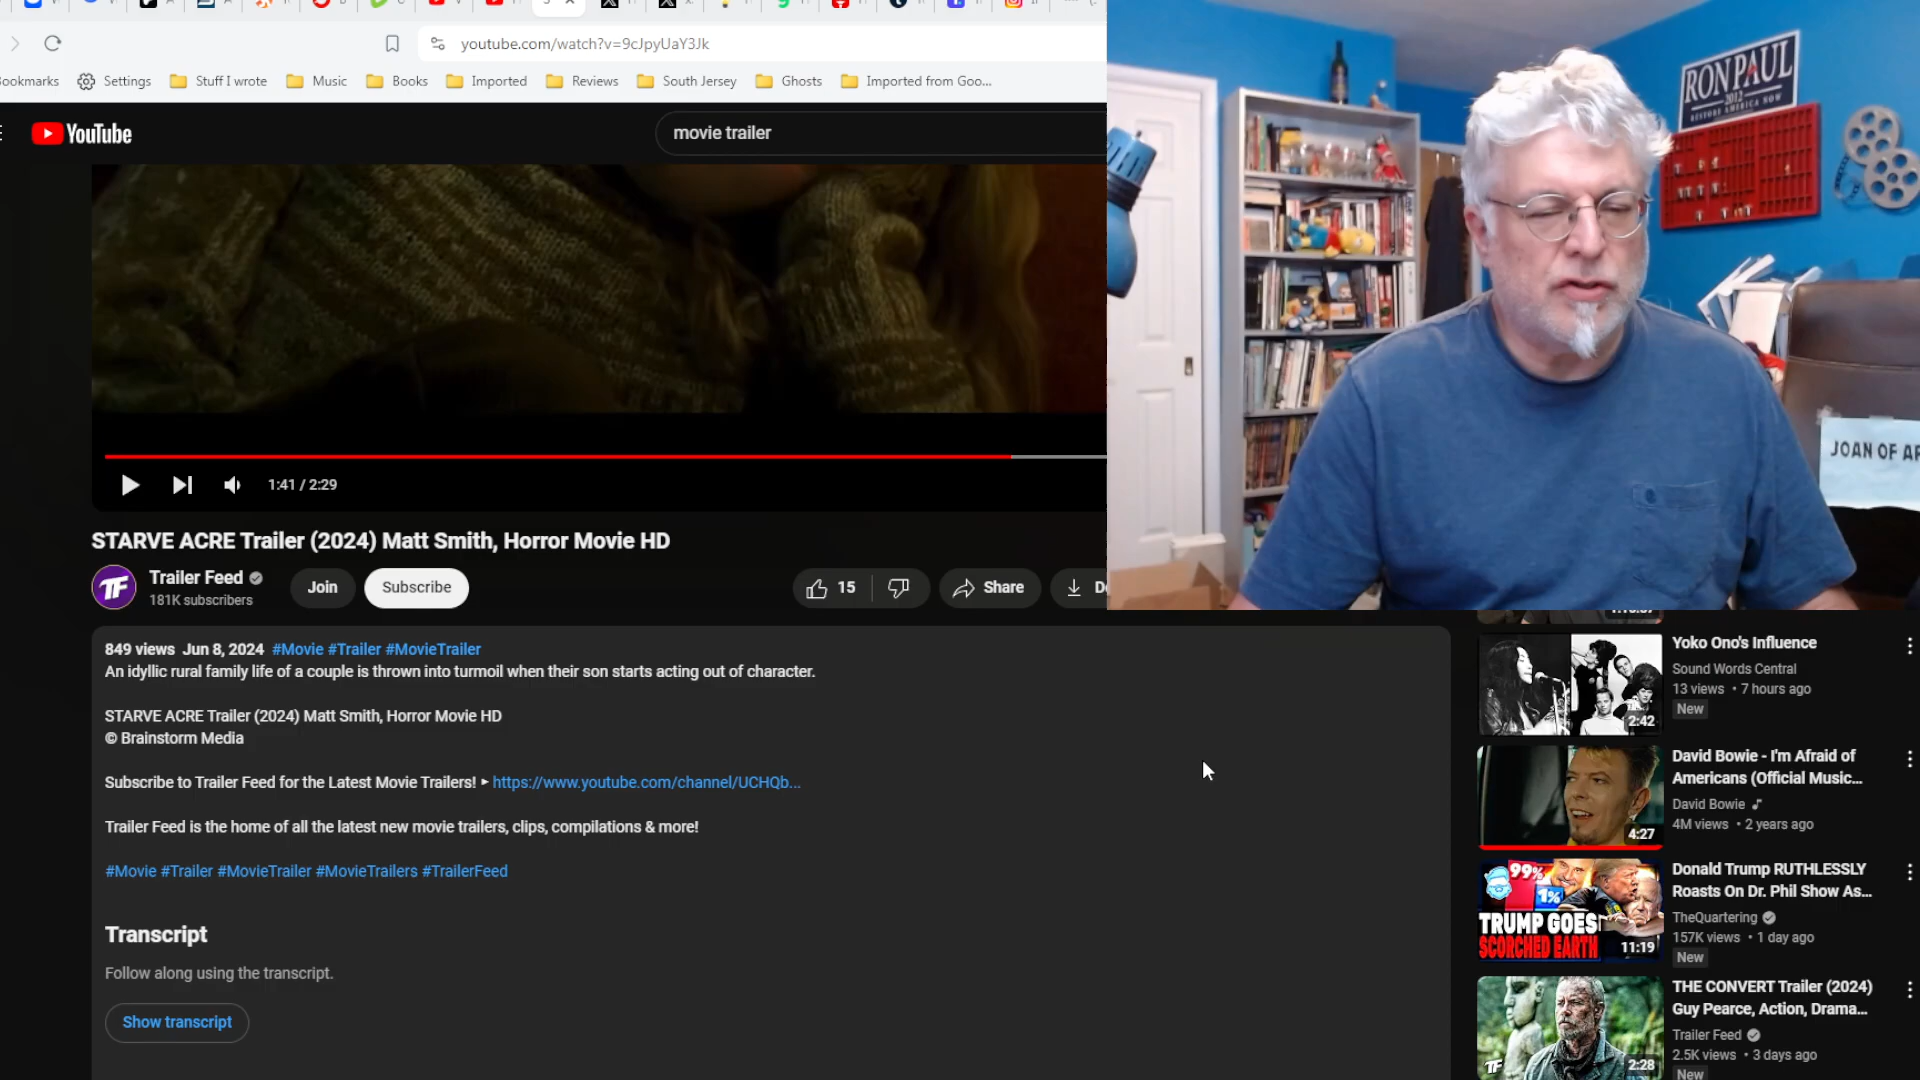 youtube.com/watch?v=9cJpyUaY3Jk
ookmarks Settings Stuff I wrote Music Books Imported Reviews South Jersey Ghosts Imported from Goo...
YouTube
movie trailer
1:41 / 2:29
STARVE ACRE Trailer (2024) Matt Smith, Horror Movie HD
TF
Trailer Feed
181K subscribers
Join
Subscribe
15
Share
849 views Jun 8, 2024 #Movie #Trailer #MovieTrailer
An idyllic rural family life of a couple is thrown into turmoil when their son starts acting out of character.
STARVE ACRE Trailer (2024) Matt Smith, Horror Movie HD
© Brainstorm Media
Subscribe to Trailer Feed for the Latest Movie Trailers! ▸ https://www.youtube.com/channel/UCHQb...
Trailer Feed is the home of all the latest new movie trailers, clips, compilations & more!
#Movie #Trailer #MovieTrailer #MovieTrailers #TrailerFeed
Transcript
Follow along using the transcript.
Show transcript
RON PAUL
2012
RESTORE AMERICA NOW
JOAN OF AR
Yoko Ono's Influence
Sound Words Central
13 views • 7 hours ago
New
2:42
David Bowie - I'm Afraid of
Americans (Official Music...
David Bowie
4M views • 2 years ago
4:27
Donald Trump RUTHLESSLY
Roasts On Dr. Phil Show As...
TheQuartering
157K views • 1 day ago
New
99%
1%
TRUMP GOES
SCORCHED EARTH
11:19
THE CONVERT Trailer (2024)
Guy Pearce, Action, Drama...
Trailer Feed
2.5K views • 3 days ago
New
TF
2:28